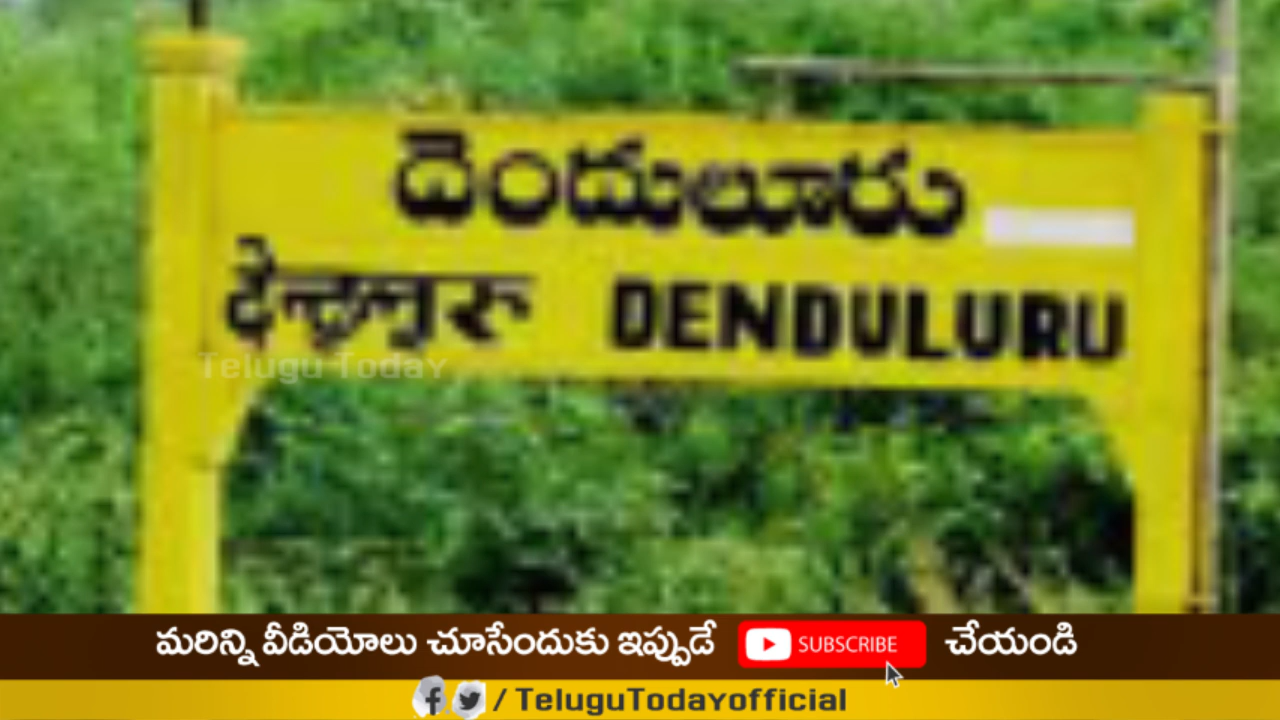 దెందులూరు
देन्दुलूरु DENDULURU
Telugu Today
మరిన్ని వీడియోలు చూసేందుకు ఇప్పుడే SUBSCRIBE చేయండి
/ TeluguTodayofficial